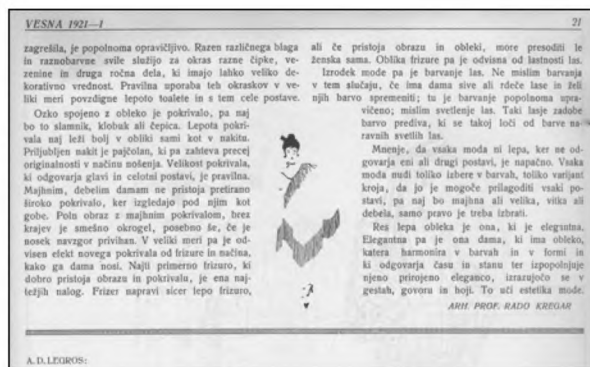 VESNA 1921—I 21
zagrešila, je popolnoma opravičljivo. Razen različnega blaga
in raznobarvne svile služijo za okras razne čipke, ve-
zenine in druga ročna dela, ki imajo lahko veliko de-
korativno vrednost. Pravilna uporaba teh okraskov v ve-
liki meri povzdigne lepoto toalete in s tem cele postave.
Ozko spojeno z obleko je pokrivalo, pa naj
bo to slamnik, klobuk ali čepica. Lepota pokri-
vala naj leži bolj v obliki sami kot v nakitu.
Priljubljen nakit je pajčolan, ki pa zahteva precej
originalnosti v načinu nošenja. Velikost pokrivala,
ki odgovarja glavi in celotni postavi, je pravilna.
Majhnim, debelim damam ne pristoja pretirano
široko pokrivalo, ker izgledajo pod njim kot
gobe. Poln obraz z majhnim pokrivalom, brez
krajev je smešno okrogel, posebno še, če je
nosek navzgor privihan. V veliki meri pa je od-
visen efekt novega pokrivala od frizure in načina,
kako ga dama nosi. Najti primerno frizuro, ki
dobro pristoja obrazu in pokrivalu, je ena naj-
težjih nalog. Frizer napravi sicer lepo frizuro,
ali če pristoja obrazu in obleki, more presoditi le
ženska sama. Oblika frizure pa je odvisna od lastnosti las.
Izrodek mode pa je barvanje las. Ne mislim barvanja
v tem slučaju, če ima dama sive ali rdeče lase in želi
njih barvo spremeniti; tu je barvanje popolnoma upra-
vičeno; mislim svetlenje las. Taki lasje zadobe
barvo prediva, ki se takoj loči od barve na-
ravnih svetlih las.
Mnenje, da vsaka moda ni lepa, ker ne od-
govarja eni ali drugi postavi, je napačno. Vsaka
moda nudi toliko izbere v barvah, toliko varijant
kroja, da jo je mogoče prilagoditi vsaki po-
stavi, pa naj bo majhna ali velika, vitka ali
debela, samo pravo je treba izbrati.
Res lepa obleka je ona, ki je elegantna.
Elegantna pa je ona dama, ki ima obleko,
katera harmonira v barvah in v formi in
ki odgovarja času in stanu ter izpopolnjuje
njeno prirojeno eleganco, izrazujočo se v
gestah, govoru in hoji. To uči estetika mode.
ARH. PROF. RADO KREGAR
A. D. LEGROS: